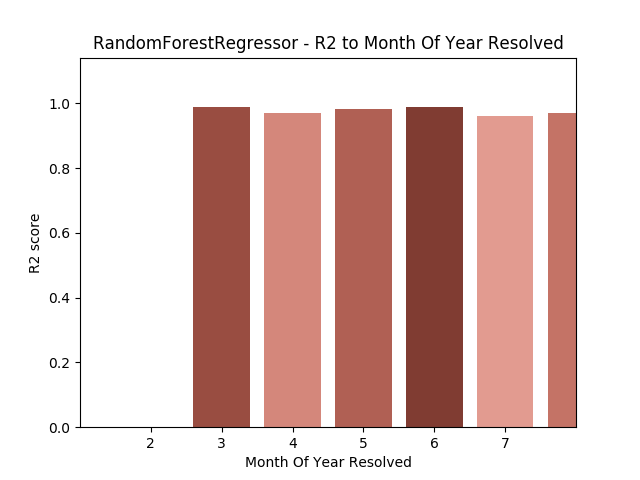 RandomForestRegressor - R2 to Month Of Year Resolved
1.0
0.8
0.6
0.4
0.2
0.0
R2 score
2 3 4 5 6 7
Month Of Year Resolved